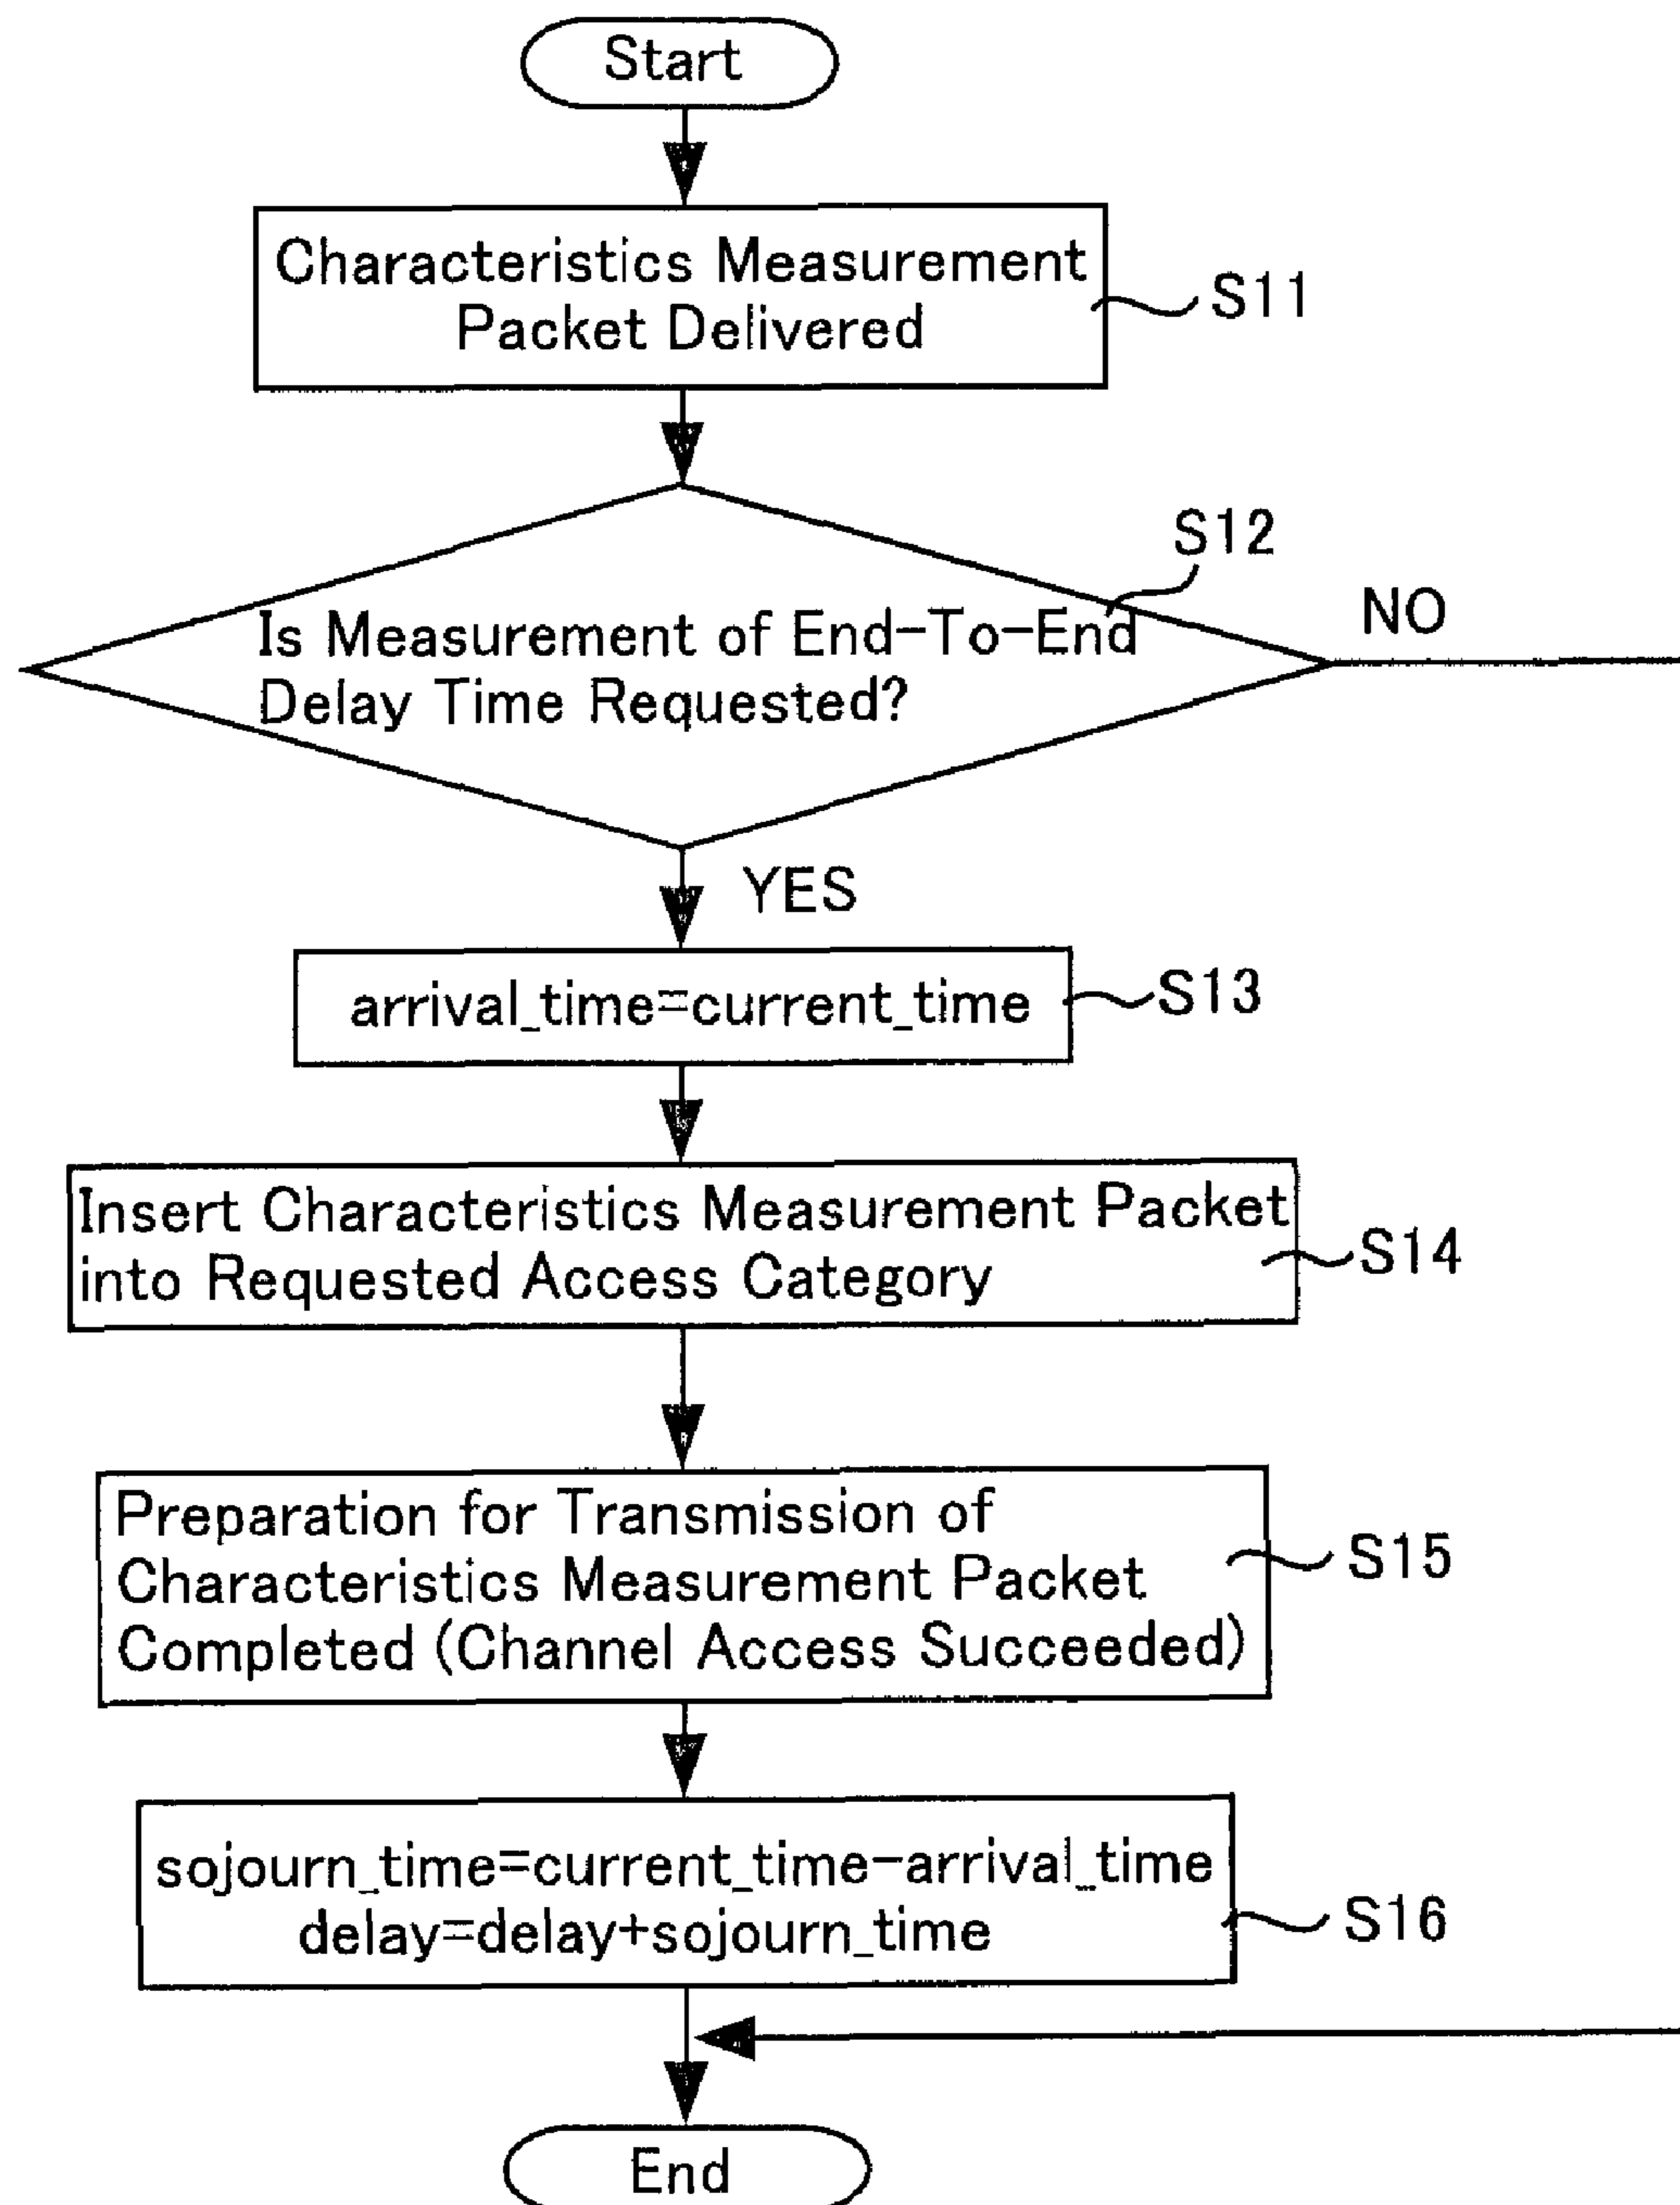 Start
Characteristics Measurement
Packet Delivered
S11
S12
Is Measurement of End-To-End
Delay Time Requested?
NO
YES
arrival_time=current_time
S13
Insert Characteristics Measurement Packet
into Requested Access Category
S14
Preparation for Transmission of
Characteristics Measurement Packet
Completed (Channel Access Succeeded)
S15
sojourn_time=current_time-arrival_time
delay=delay+sojourn_time
S16
End